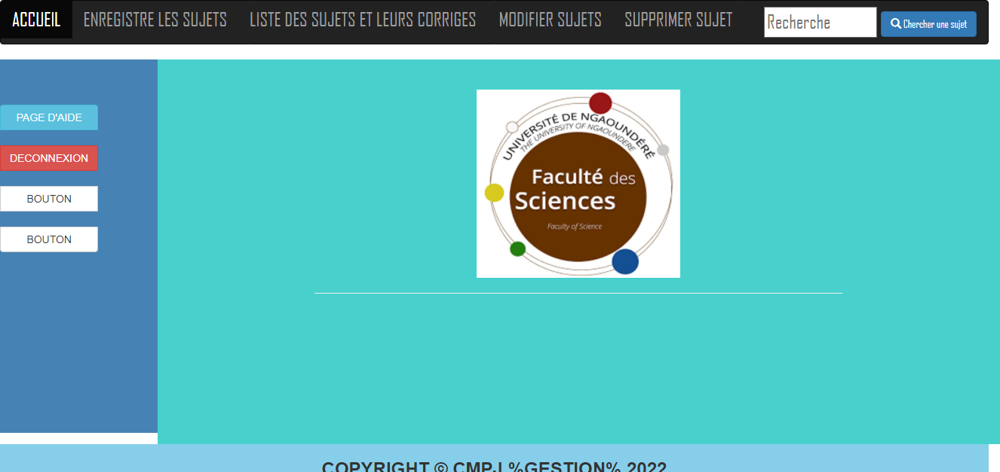 ACCUEIL ENREGISTRE LES SUJETS LISTE DES SUJETS ET LEURS CORRIGES MODIFIER SUJETS SUPPRIMER SUJET Recherche Chercher une sujet
PAGE D'AIDE
DECONNEXION
BOUTON
BOUTON
UNIVERSITÉ DE NGAOUNDÉRÉ
THE UNIVERSITY OF NGAOUNDERE
Faculté des
Sciences
Faculty of Science
COPYRIGHT © CMPJ %GESTION% 2022